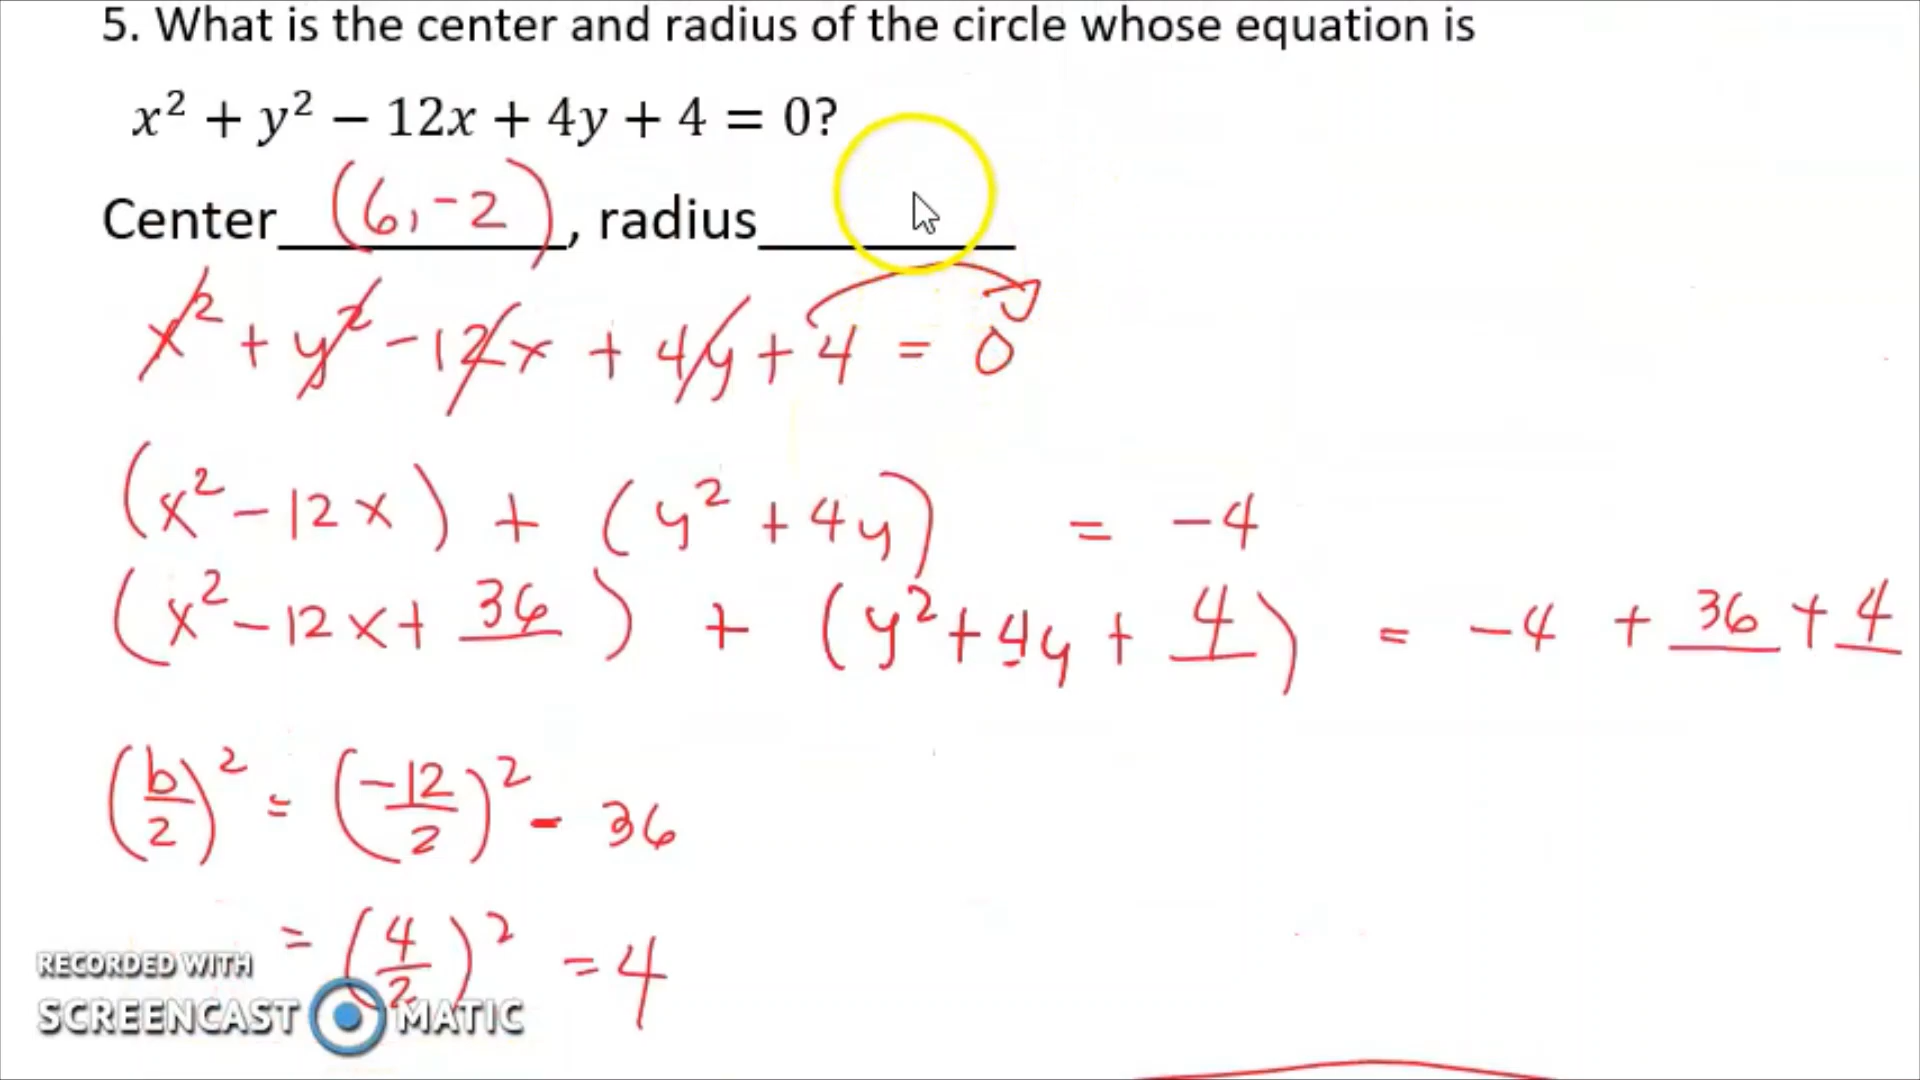 5. What is the center and radius of the circle whose equation is
x² + y² − 12x + 4y + 4 = 0?
Center (6, -2), radius
x² + y² - 12x + 4y + 4 = 0
(x² - 12x) + (y² + 4y) = -4
(x² - 12x + 36) + (y² + 4y + 4) = -4 + 36 + 4
(b/2)² = (-12/2)² - 36
= (4/2)² = 4
RECORDED WITH
SCREENCAST MATIC